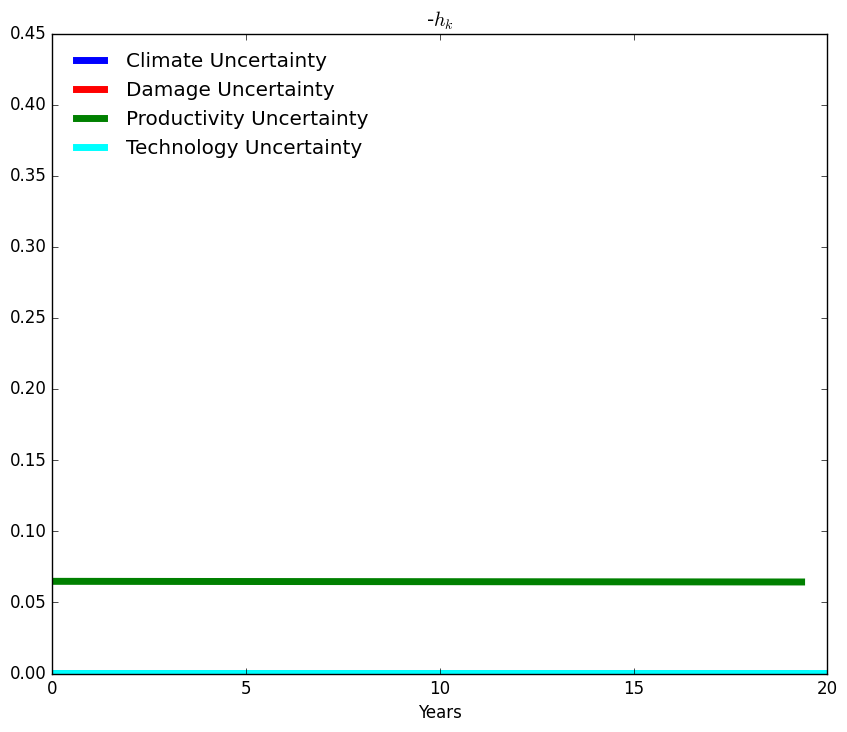 -h_k
0.45
Climate Uncertainty
Damage Uncertainty
0.40
Productivity Uncertainty
Technology Uncertainty
0.35
0.30
0.25
0.20
0.15
0.10
0.05
0.00
0 5 10 15 20
Years